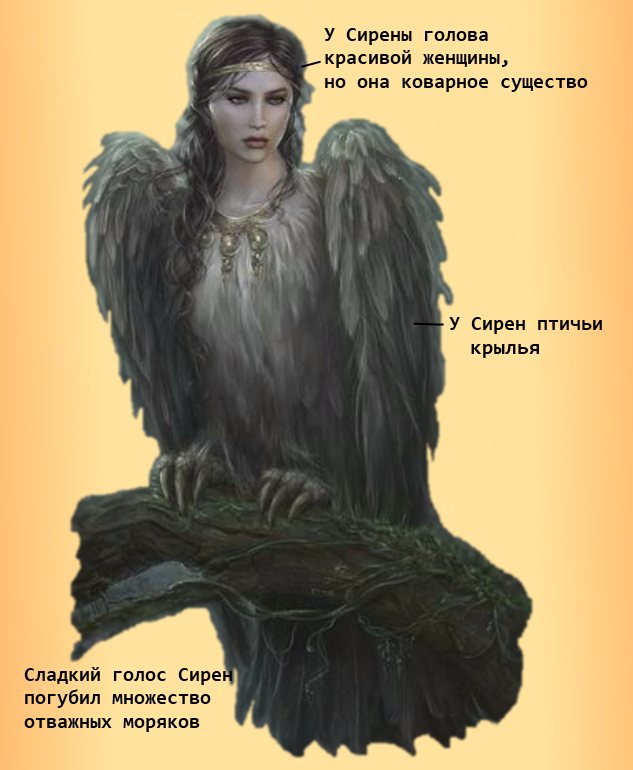 У Сирены голова
красивой женщины,
но она коварное существо
У Сирен птичьи
крылья
Сладкий голос Сирен
погубил множество
отважных моряков